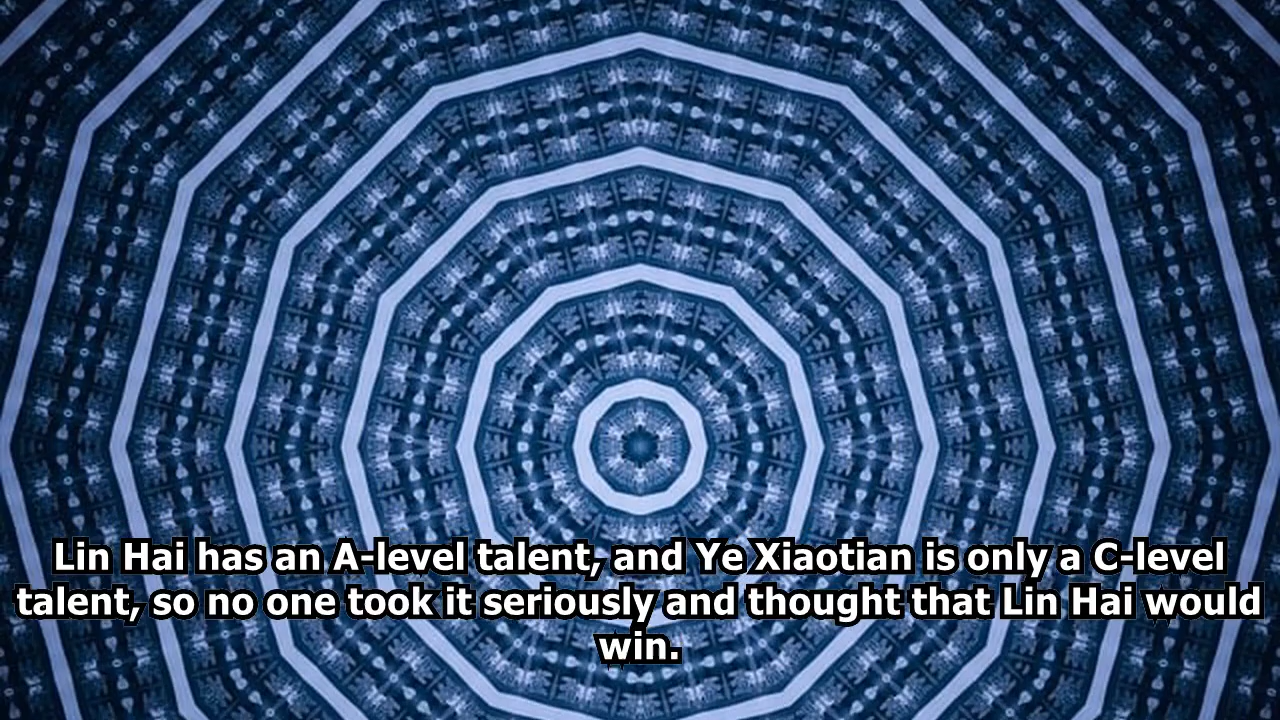 Lin Hai has an A-level talent, and Ye Xiaotian is only a C-level
talent, so no one took it seriously and thought that Lin Hai would
win.